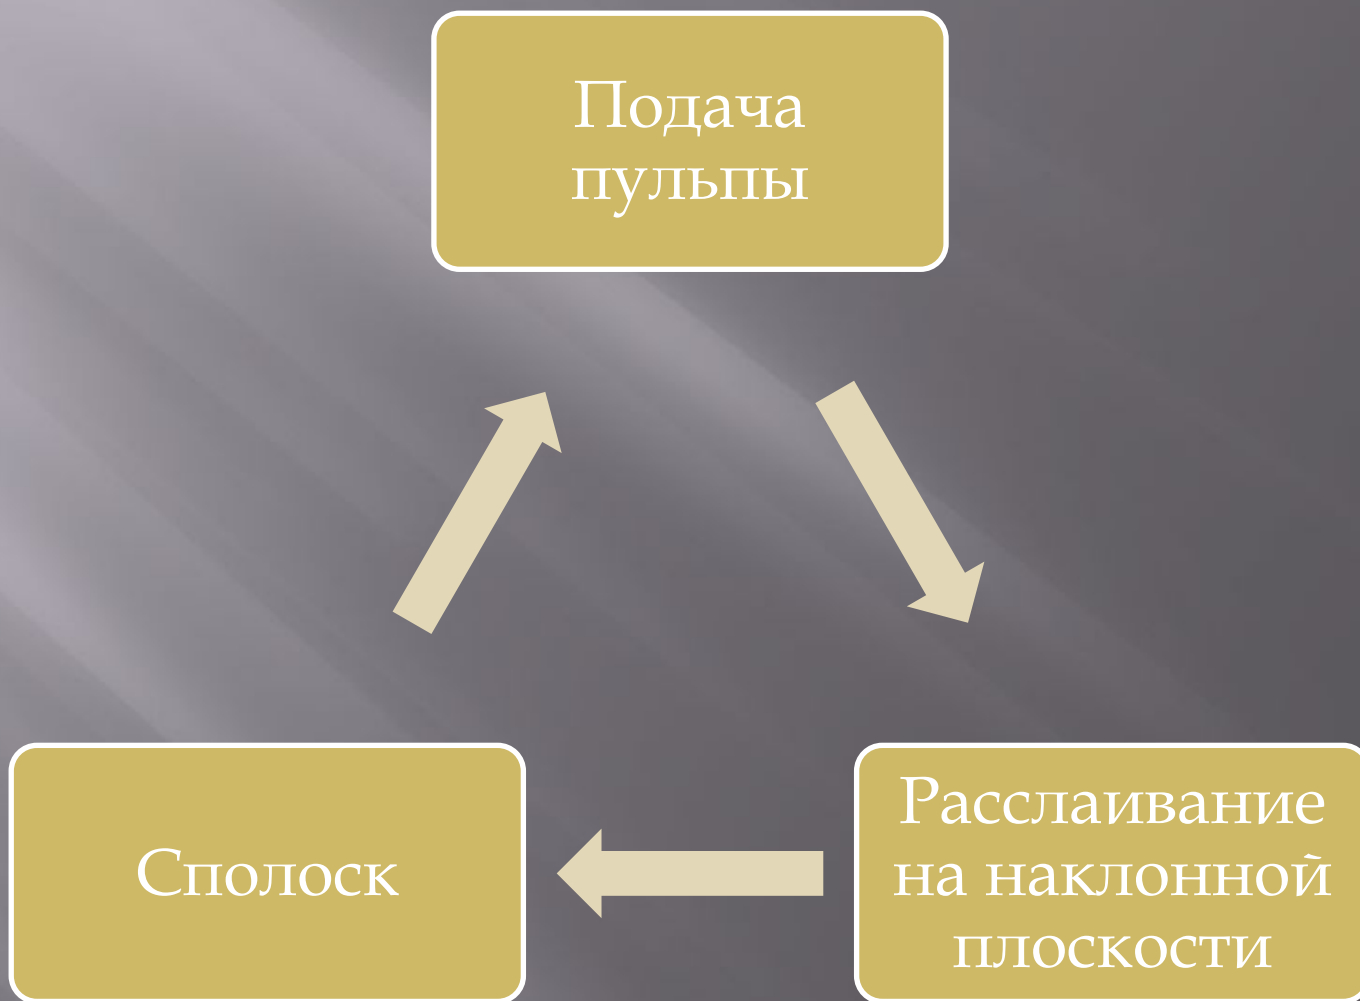 Подача
пульпы
Расслаивание
на наклонной
плоскости
Сполоск